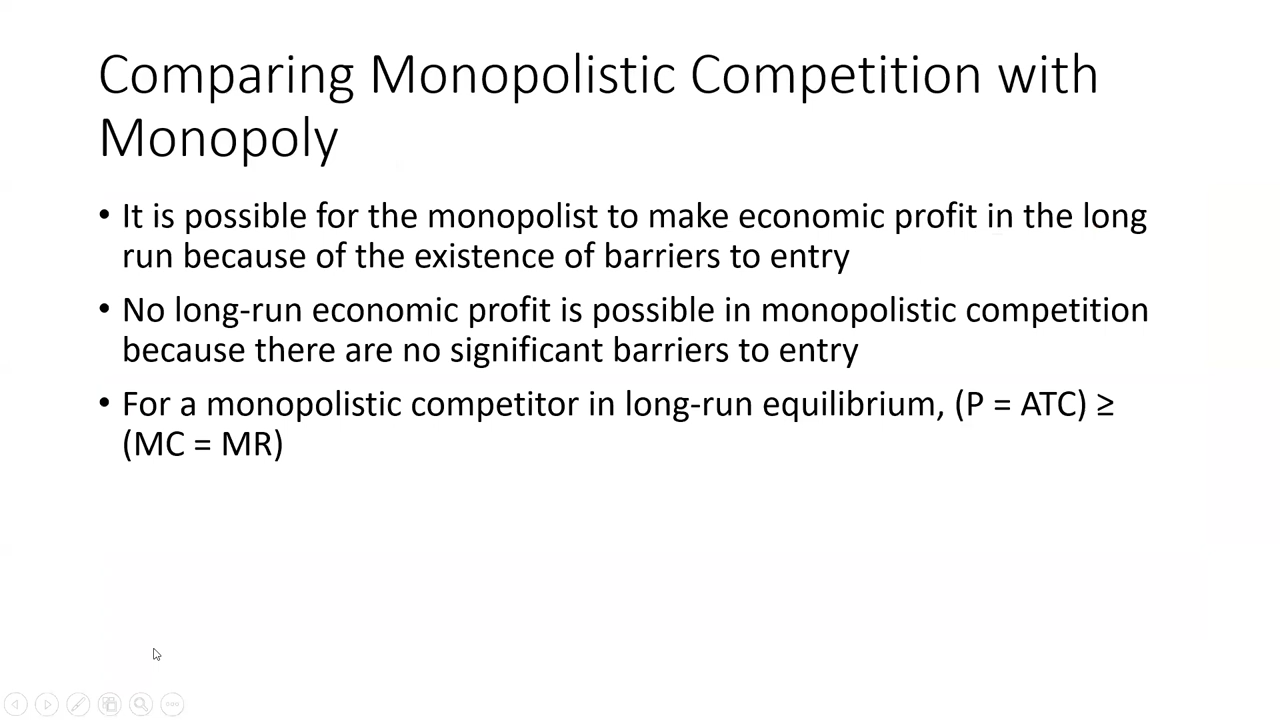 Comparing Monopolistic Competition with
Monopoly
• It is possible for the monopolist to make economic profit in the long
run because of the existence of barriers to entry
• No long-run economic profit is possible in monopolistic competition
because there are no significant barriers to entry
• For a monopolistic competitor in long-run equilibrium, (P = ATC) ≥
(MC = MR)